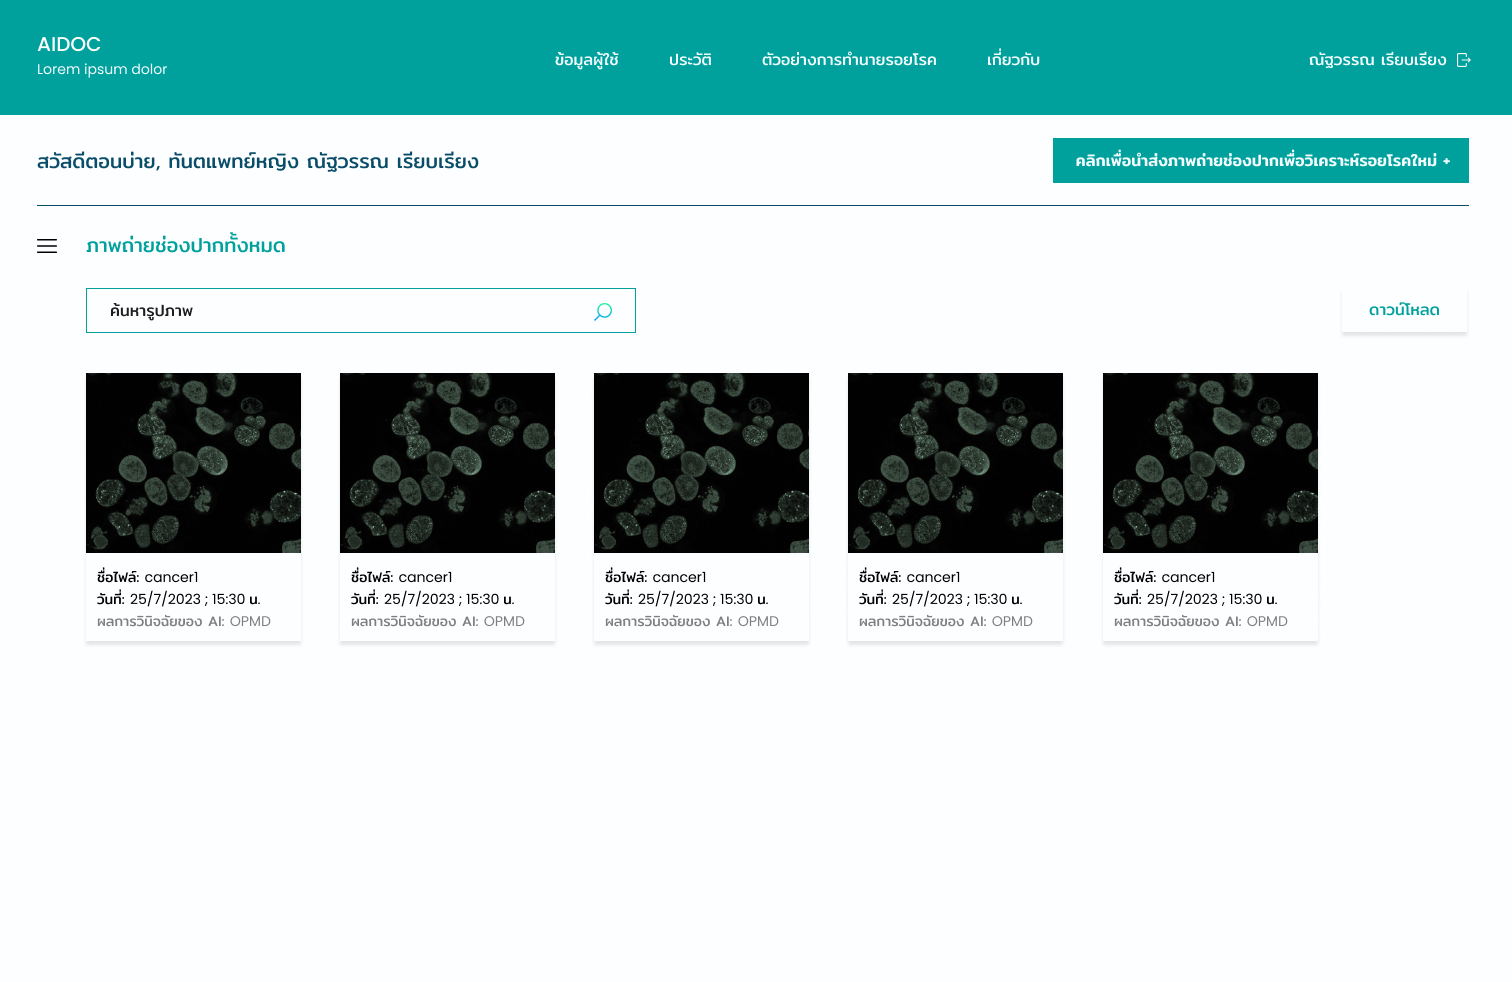 AIDOC
Lorem ipsum dolor
ข้อมูลผู้ใช้ ประวัติ ตัวอย่างการทำนายรอยโรค เกี่ยวกับ
ณัฐวรรณ เรียบเรียง
สวัสดีตอนบ่าย, ทันตแพทย์หญิง ณัฐวรรณ เรียบเรียง
คลิกเพื่อนำส่งภาพถ่ายช่องปากเพื่อวิเคราะห์รอยโรคใหม่ +
ภาพถ่ายช่องปากทั้งหมด
ค้นหารูปภาพ
ดาวน์โหลด
ชื่อไฟล์: cancer1
วันที่: 25/7/2023 ; 15:30 น.
ผลการวินิจฉัยของ AI: OPMD
ชื่อไฟล์: cancer1
วันที่: 25/7/2023 ; 15:30 น.
ผลการวินิจฉัยของ AI: OPMD
ชื่อไฟล์: cancer1
วันที่: 25/7/2023 ; 15:30 น.
ผลการวินิจฉัยของ AI: OPMD
ชื่อไฟล์: cancer1
วันที่: 25/7/2023 ; 15:30 น.
ผลการวินิจฉัยของ AI: OPMD
ชื่อไฟล์: cancer1
วันที่: 25/7/2023 ; 15:30 น.
ผลการวินิจฉัยของ AI: OPMD